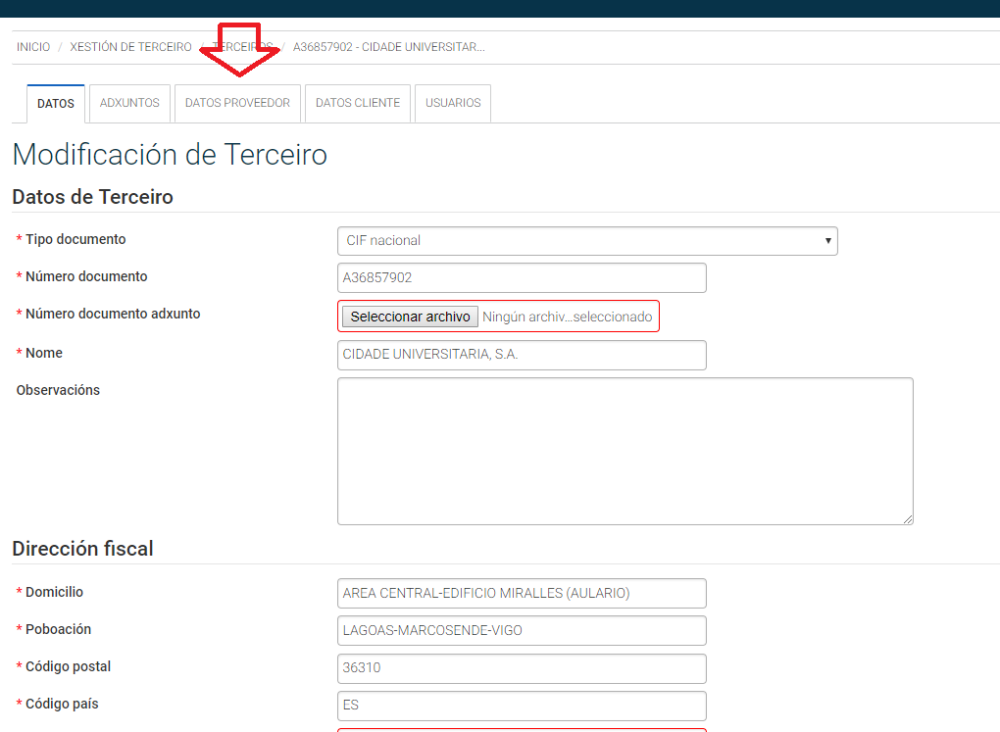 INICIO / XESTIÓN DE TERCEIRO / TERCEIROS / A36857902 - CIDADE UNIVERSITAR...
DATOS ADXUNTOS DATOS PROVEEDOR DATOS CLIENTE USUARIOS
Modificación de Terceiro
Datos de Terceiro
* Tipo documento CIF nacional
* Número documento A36857902
* Número documento adxunto Seleccionar archivo Ningún archiv...seleccionado
* Nome CIDADE UNIVERSITARIA, S.A.
Observacións
Dirección fiscal
* Domicilio AREA CENTRAL-EDIFICIO MIRALLES (AULARIO)
* Poboación LAGOAS-MARCOSENDE-VIGO
* Código postal 36310
* Código país ES